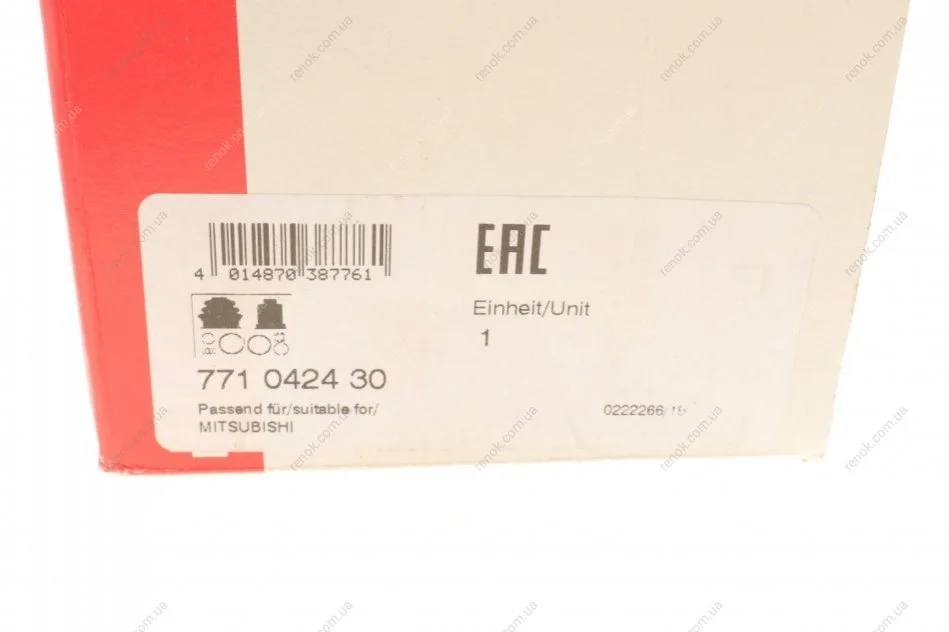 EAC
4 014870 387761
Einheit/Unit
1
771 0424 30
Passend für/suitable for/
MITSUBISHI
0222266
renok.com.ua